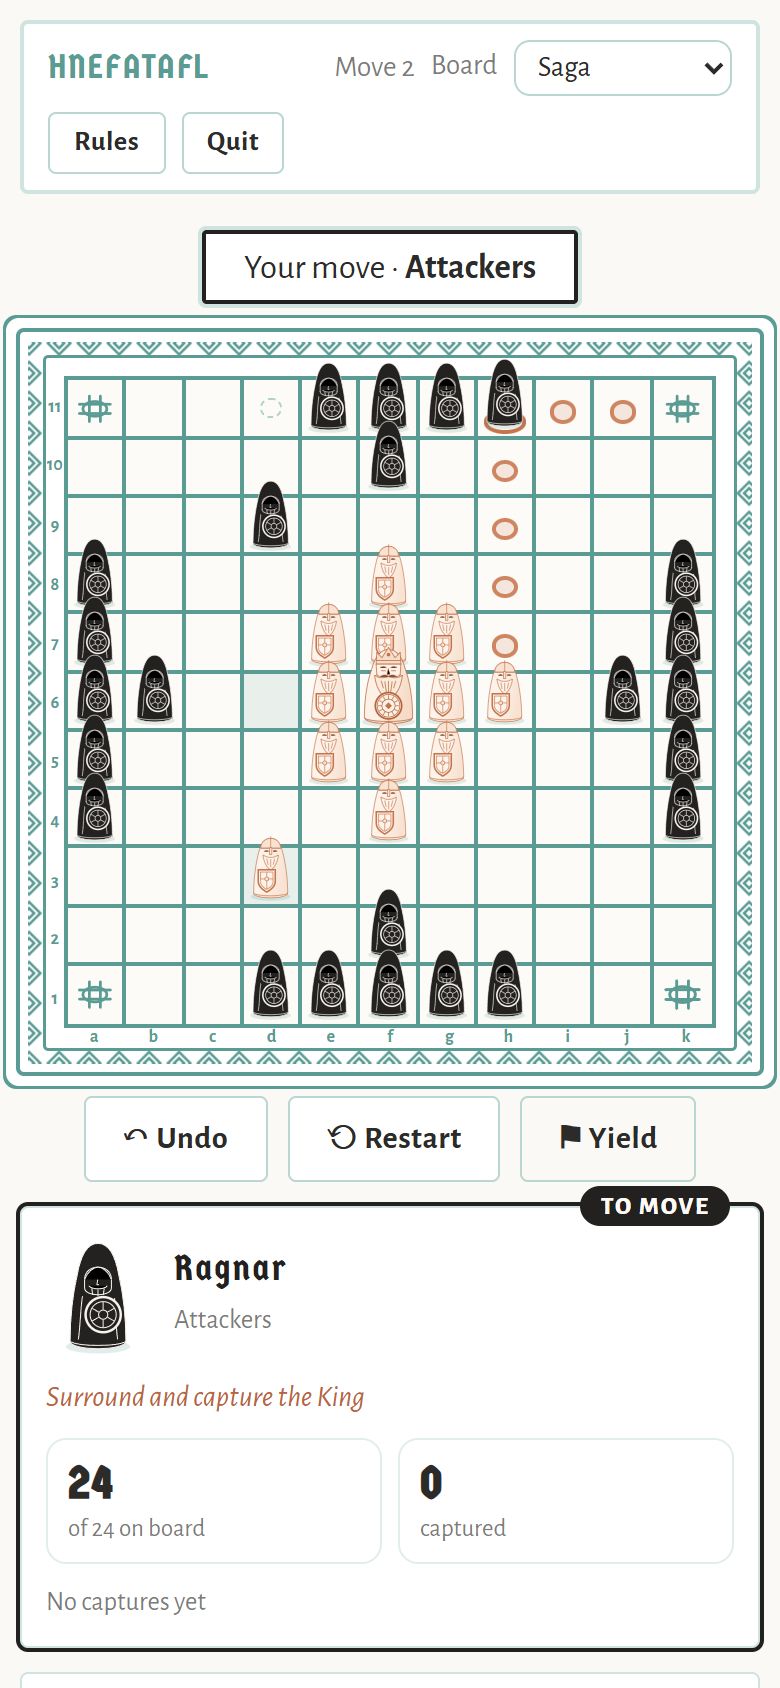 HNEFATAFL
Move 2 Board Saga
Rules Quit
Your move · Attackers
11
10
9
8
7
6
5
4
3
2
1
a b c d e f g h i j k
Undo Restart Yield
TO MOVE
Ragnar
Attackers
Surround and capture the King
24 0
of 24 on board captured
No captures yet